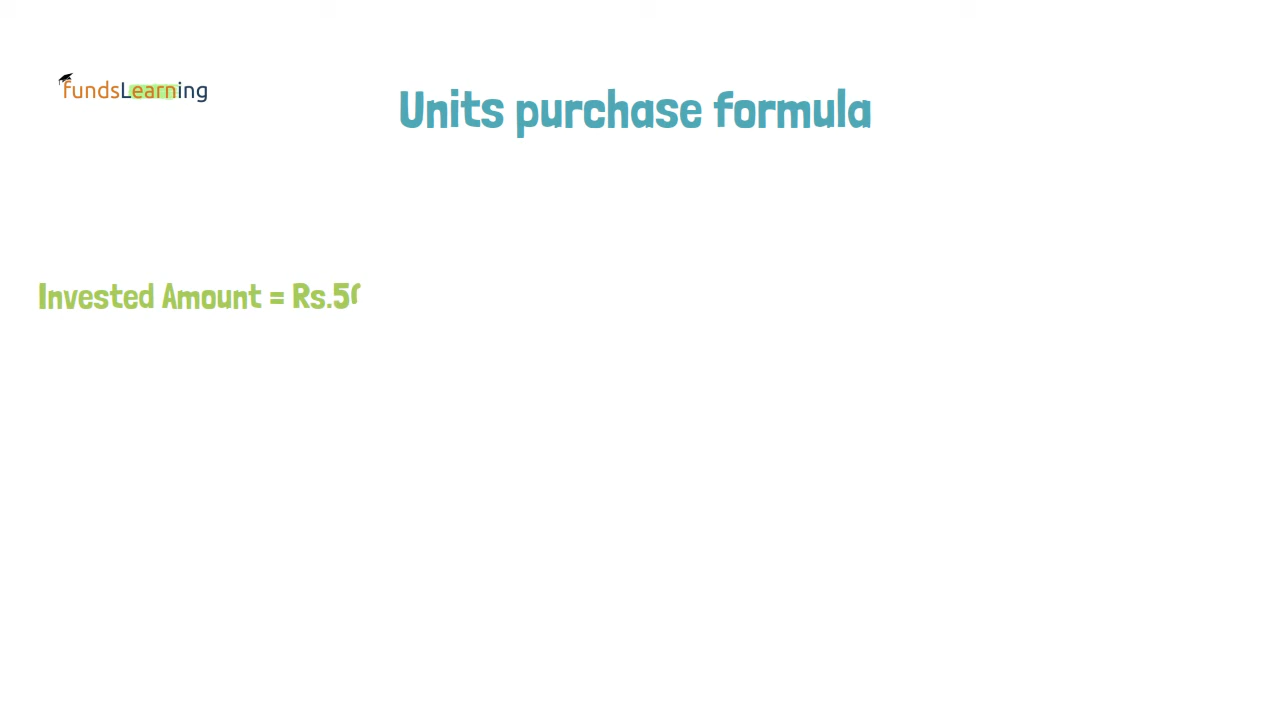 fundsLearning
Units purchase formula
Invested Amount = Rs.5